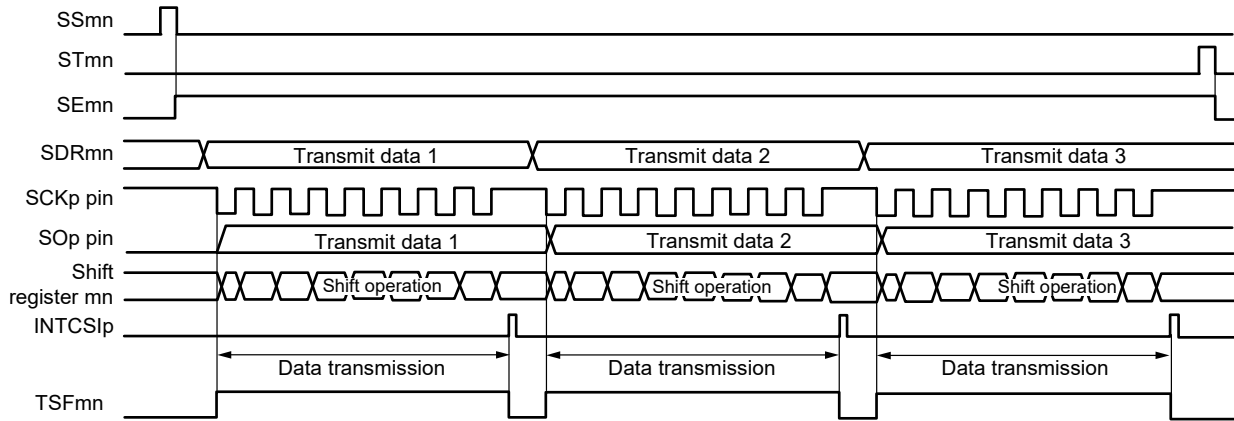 SSmn
STmn
SEmn
SDRmn Transmit data 1 Transmit data 2 Transmit data 3
SCKp pin
SOp pin Transmit data 1 Transmit data 2 Transmit data 3
Shift
register mn Shift operation Shift operation Shift operation
INTCSIp
Data transmission Data transmission Data transmission
TSFmn